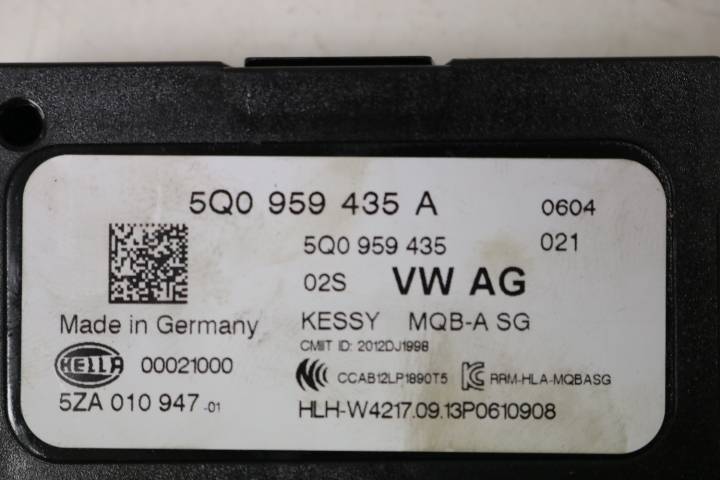 5Q0 959 435 A 0604
5Q0 959 435 021
02S VW AG
Made in Germany KESSY MQB-A SG
CMIIT ID: 2012DJ1998
HELLA 00021000 CCAB12LP1890T5 RRM-HLA-MQBASG
5ZA 010 947 -01 HLH-W4217.09.13P0610908